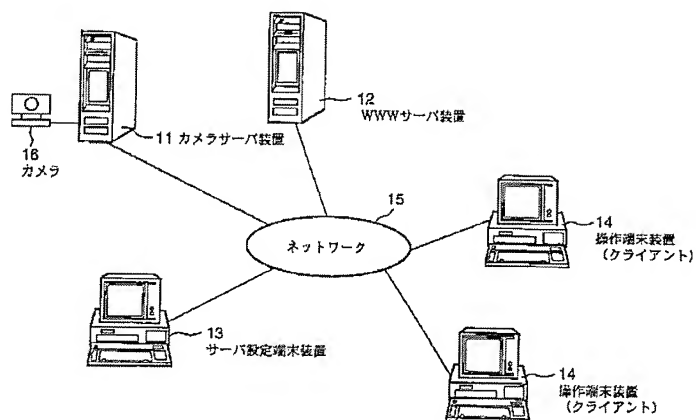 12
WWWサーバ装置
11 カメラサーバ装置
16
カメラ
15
ネットワーク
14
操作端末装置
(クライアント)
13
サーバ設定端末装置
14
操作端末装置
(クライアント)